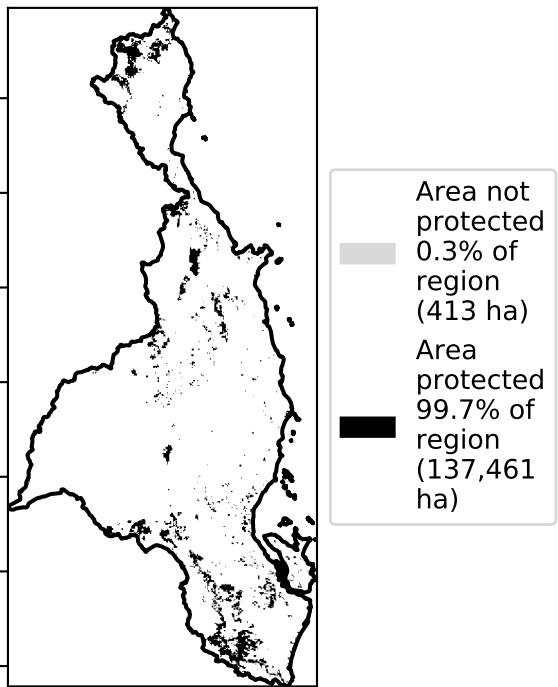 Area not
protected
0.3% of
region
(413 ha)
Area
protected
99.7% of
region
(137,461
ha)